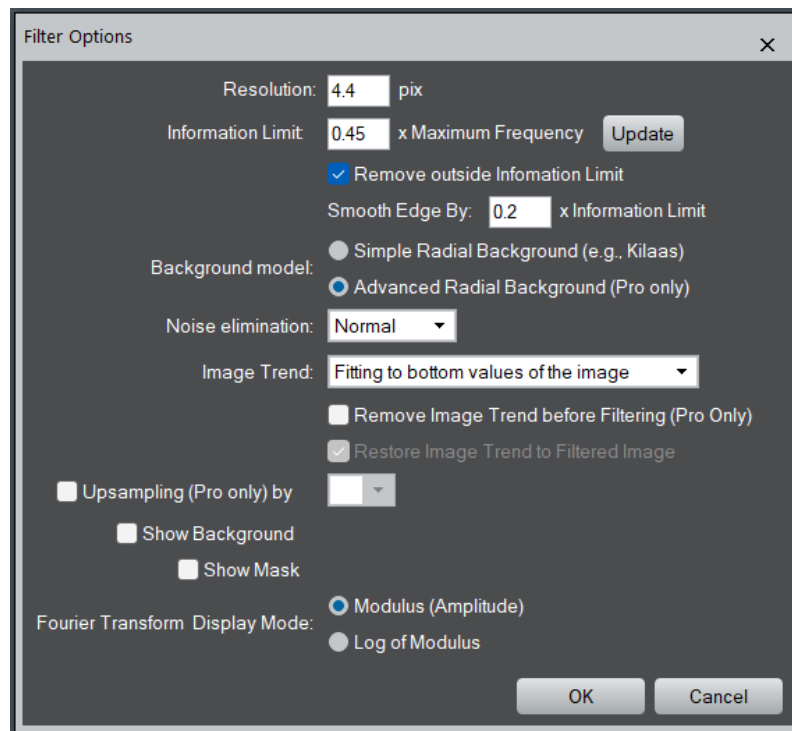 Filter Options
Resolution: 4.4 pix
Information Limit: 0.45 x Maximum Frequency Update
Remove outside Infomation Limit
Smooth Edge By: 0.2 x Information Limit
Simple Radial Background (e.g., Kilaas)
Background model:
Advanced Radial Background (Pro only)
Noise elimination: Normal
Image Trend: Fitting to bottom values of the image
Remove Image Trend before Filtering (Pro Only)
Restore Image Trend to Filtered Image
Upsampling (Pro only) by
Show Background
Show Mask
Modulus (Amplitude)
Fourier Transform Display Mode:
Log of Modulus
OK Cancel